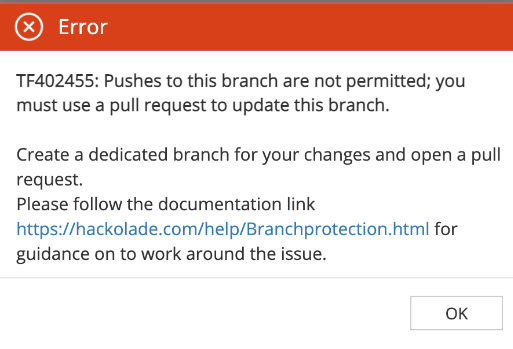 Error
TF402455: Pushes to this branch are not permitted; you
must use a pull request to update this branch.
Create a dedicated branch for your changes and open a pull
request.
Please follow the documentation link
https://hackolade.com/help/Branchprotection.html for
guidance on to work around the issue.
OK